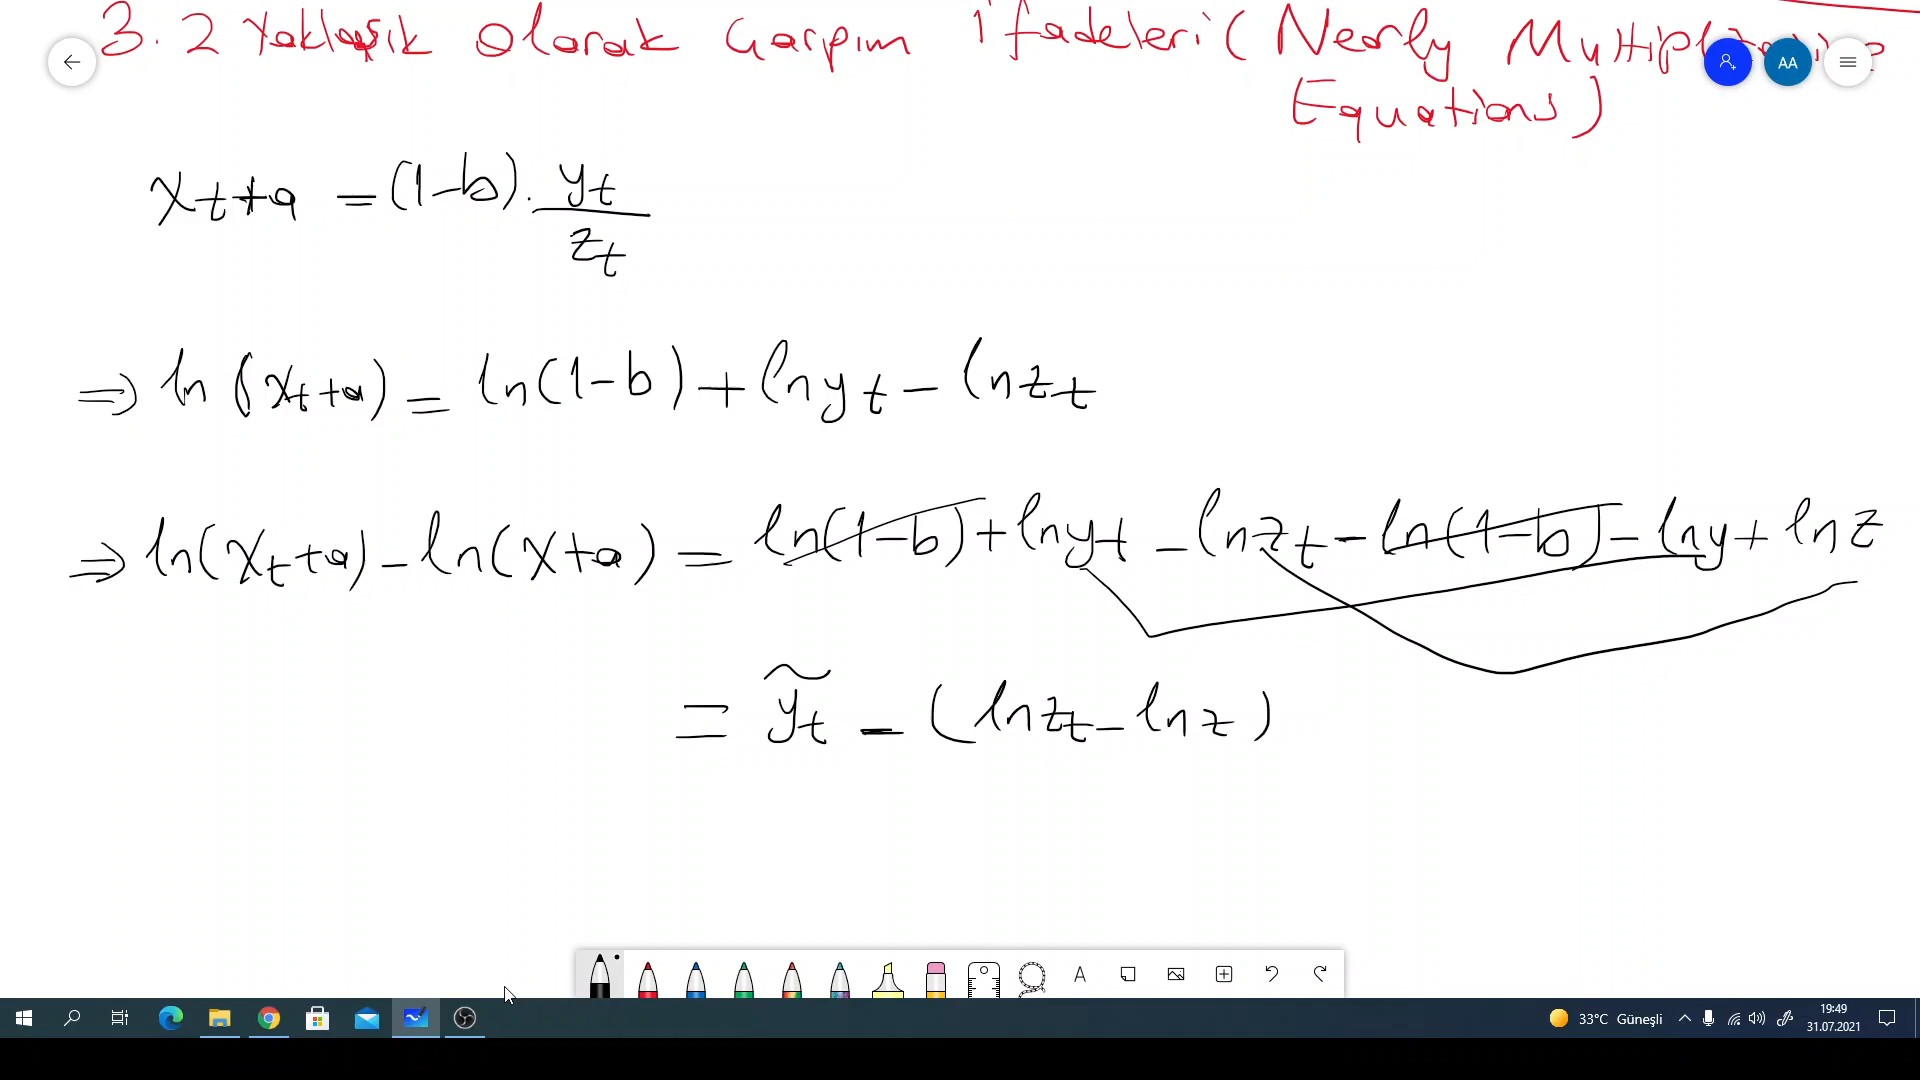 3.2 Yaklaşık Olarak Çarpım İfadeleri (Nearly Multiplicative
Equations)
AA
x_t + a = (1-b) · y_t / z_t
⇒ ln(x_t + a) = ln(1-b) + ln y_t - ln z_t
⇒ ln(x_t + a) - ln(x + a) = ln(1-b) + ln y_t - ln z_t - ln(1-b) - ln y + ln z
= ỹ_t - (ln z_t - ln z)
A
33°C Güneşli
19:49
31.07.2021